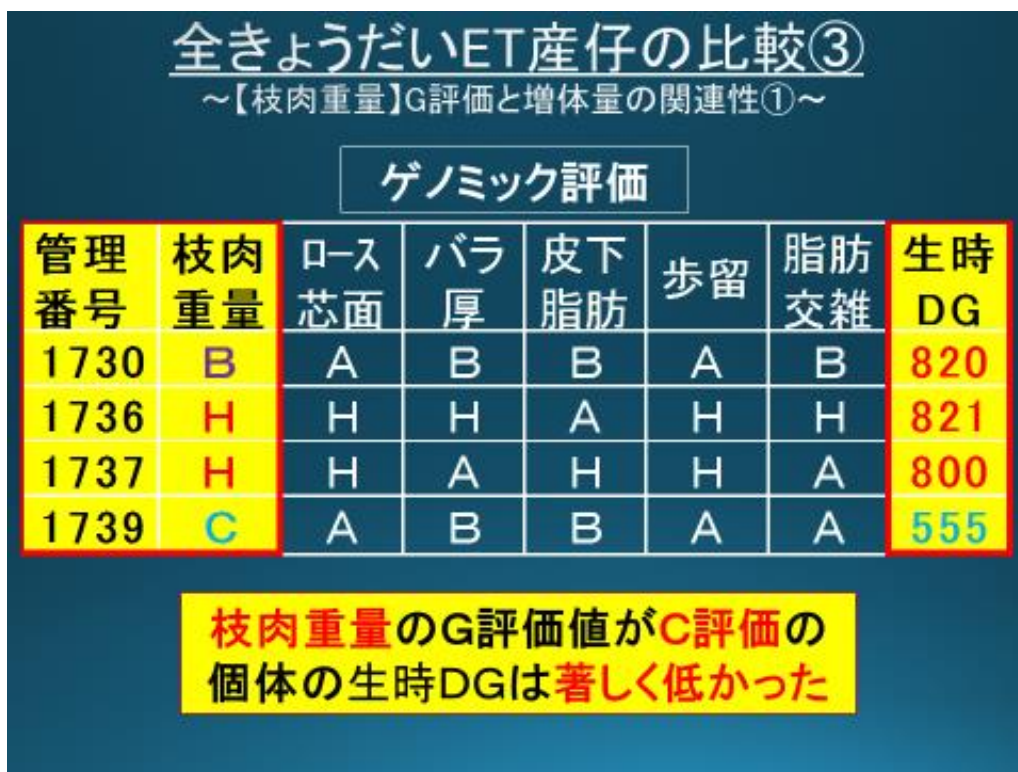 全きょうだいET産仔の比較③
～【枝肉重量】G評価と増体量の関連性①～
ゲノミック評価
管理番号 枝肉重量 ロース芯面 バラ厚 皮下脂肪 歩留 脂肪交雑 生時DG
1730 B A B B A B 820
1736 H H H A H H 821
1737 H H A H H A 800
1739 C A B B A A 555
枝肉重量のG評価値がC評価の
個体の生時DGは著しく低かった